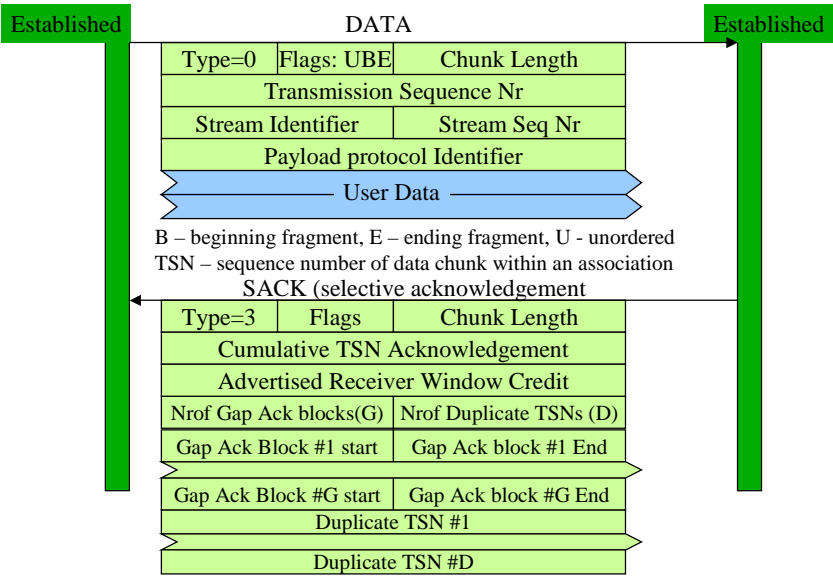 Established DATA Established
Type=0 Flags: UBE Chunk Length
Transmission Sequence Nr
Stream Identifier Stream Seq Nr
Payload protocol Identifier
User Data
B – beginning fragment, E – ending fragment, U - unordered
TSN – sequence number of data chunk within an association
SACK (selective acknowledgement
Type=3 Flags Chunk Length
Cumulative TSN Acknowledgement
Advertised Receiver Window Credit
Nrof Gap Ack blocks(G) Nrof Duplicate TSNs (D)
Gap Ack Block #1 start Gap Ack block #1 End
Gap Ack Block #G start Gap Ack block #G End
Duplicate TSN #1
Duplicate TSN #D